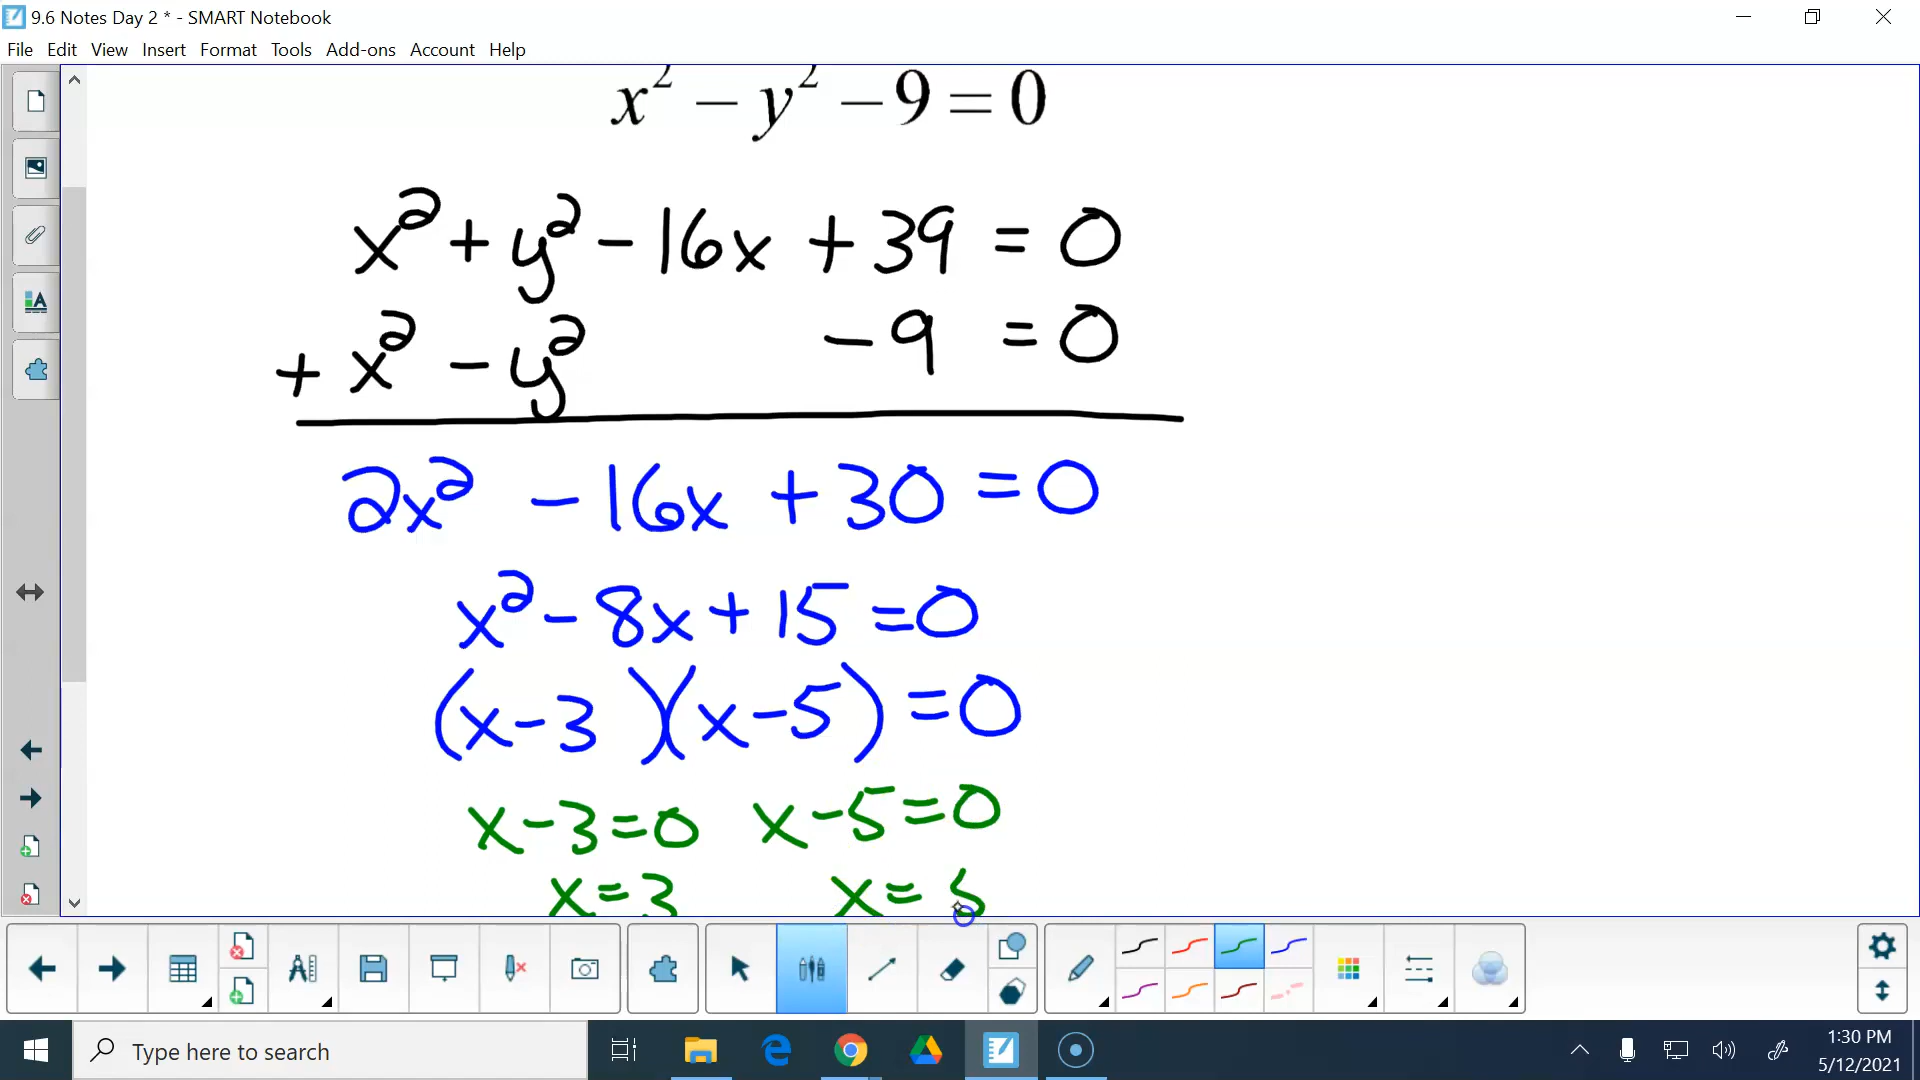 9.6 Notes Day 2 * - SMART Notebook
File Edit View Insert Format Tools Add-ons Account Help
x² − y² − 9 = 0
x² + y² − 16x + 39 = 0
+ x² − y² − 9 = 0
2x² − 16x + 30 = 0
x² − 8x + 15 = 0
(x − 3)(x − 5) = 0
x − 3 = 0 x − 5 = 0
x = 3 x = 5
Type here to search
1:30 PM
5/12/2021